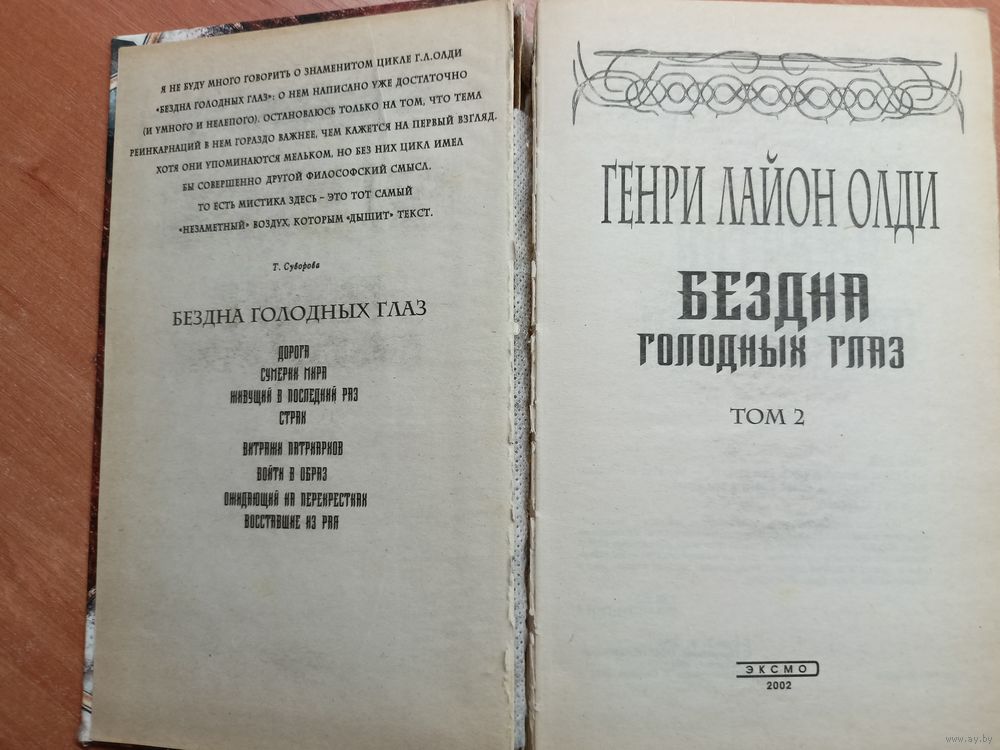 Я НЕ БУДУ МНОГО ГОВОРИТЬ О ЗНАМЕНИТОМ ЦИКЛЕ Г.Л.ОЛДИ
«БЕЗДНА ГОЛОДНЫХ ГЛАЗ»: О НЕМ НАПИСАНО УЖЕ ДОСТАТОЧНО
(И УМНОГО И НЕЛЕПОГО). ОСТАНОВЛЮСЬ ТОЛЬКО НА ТОМ, ЧТО ТЕМА
РЕИНКАРНАЦИЙ В НЕМ ГОРАЗДО ВАЖНЕЕ, ЧЕМ КАЖЕТСЯ НА ПЕРВЫЙ ВЗГЛЯД.
ХОТЯ ОНИ УПОМИНАЮТСЯ МЕЛЬКОМ, НО БЕЗ НИХ ЦИКЛ ИМЕЛ
БЫ СОВЕРШЕННО ДРУГОЙ ФИЛОСОФСКИЙ СМЫСЛ.
ТО ЕСТЬ МИСТИКА ЗДЕСЬ – ЭТО ТОТ САМЫЙ
«НЕЗАМЕТНЫЙ» ВОЗДУХ, КОТОРЫМ «ДЫШИТ» ТЕКСТ.
Т. Суворова
БЕЗДНА ГОЛОДНЫХ ГЛАЗ
ДОРОГА
СУМЕРКИ МИРА
ЖИВУЩИЙ В ПОСЛЕДНИЙ РАЗ
СТРАХ
ВИТРАЖИ ПАТРИАРХОВ
ВОЙТИ В ОБРАЗ
ОЖИДАЮЩИЙ НА ПЕРЕКРЕСТКАХ
ВОССТАВШИЕ ИЗ РАЯ
ГЕНРИ ЛАЙОН ОЛДИ
БЕЗДНА
ГОЛОДНЫХ ГЛАЗ
ТОМ 2
ЭКСМО
2002
www.ay.by